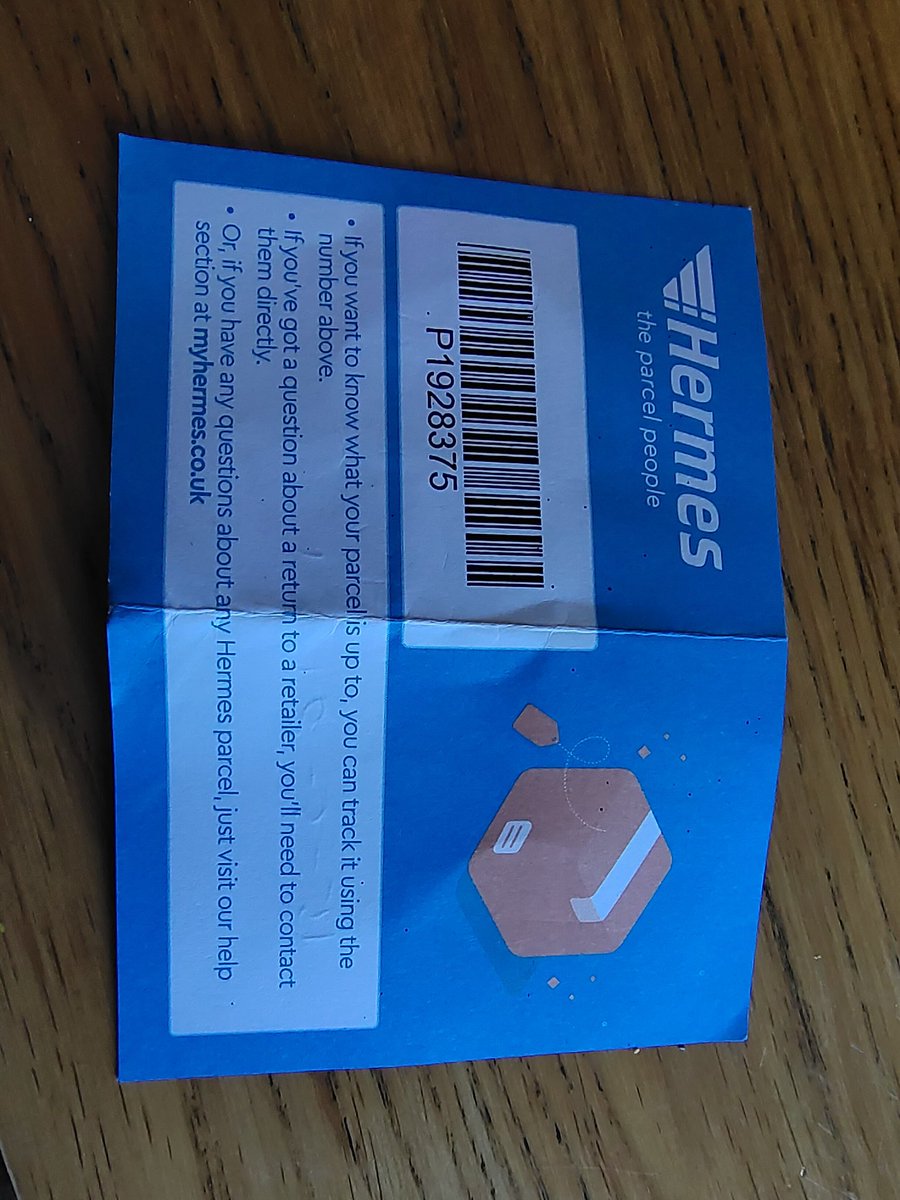 Hermes
the parcel people
P1928375
• If you want to know what your parcel is up to, you can track it using the
number above.
• If you've got a question about a return to a retailer, you'll need to contact
them directly.
• Or, if you have any questions about any Hermes parcel, just visit our help
section at myhermes.co.uk